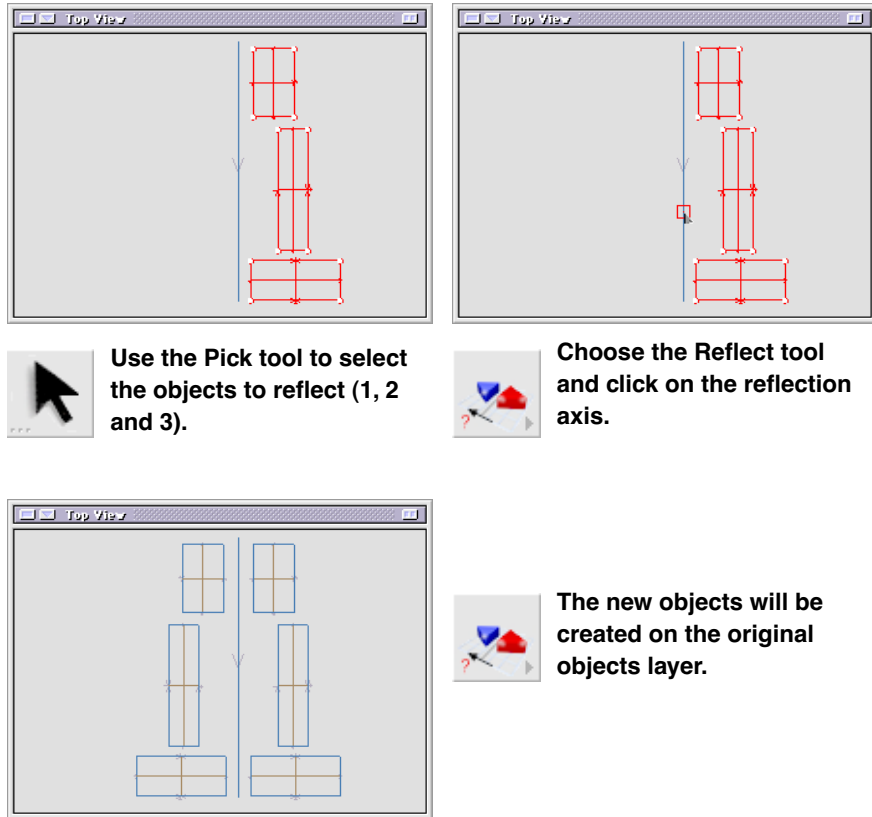 Top View
Top View
Use the Pick tool to select
the objects to reflect (1, 2
and 3).
Choose the Reflect tool
and click on the reflection
axis.
Top View
The new objects will be
created on the original
objects layer.